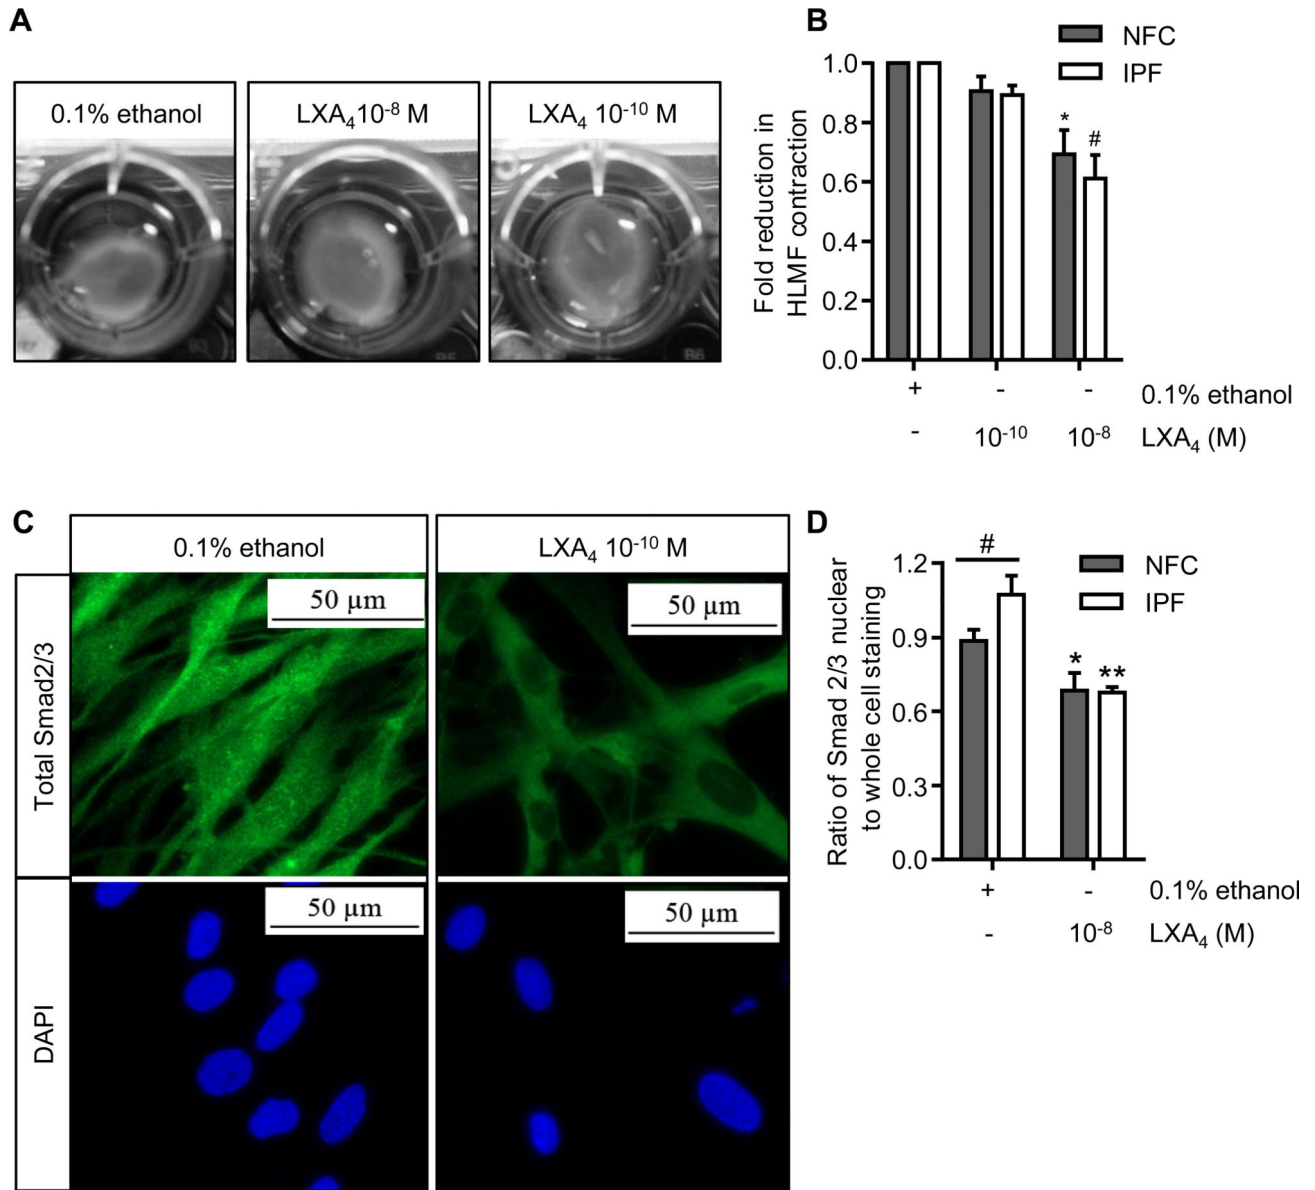 A
0.1% ethanol
LXA₄10⁻⁸ M
LXA₄ 10⁻¹⁰ M
B5
B6
B
NFC
IPF
Fold reduction in
HLMF contraction
1.0
0.8
0.6
0.4
0.2
0.0
*
#
+ - - 0.1% ethanol
- 10⁻¹⁰ 10⁻⁸ LXA₄ (M)
C
0.1% ethanol
LXA₄ 10⁻¹⁰ M
Total Smad2/3
50 µm
50 µm
DAPI
50 µm
50 µm
D
#
NFC
IPF
Ratio of Smad 2/3 nuclear
to whole cell staining
1.2
0.9
0.6
0.3
0.0
*
**
+ - 0.1% ethanol
- 10⁻⁸ LXA₄ (M)